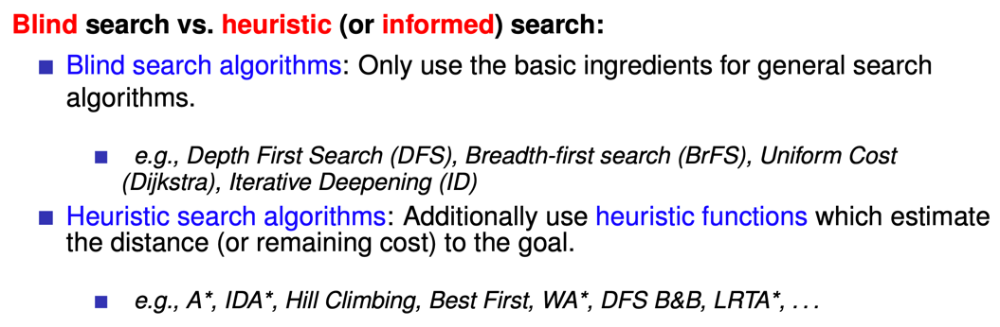 Blind search vs. heuristic (or informed) search:
■ Blind search algorithms: Only use the basic ingredients for general search
algorithms.
■ e.g., Depth First Search (DFS), Breadth-first search (BrFS), Uniform Cost
(Dijkstra), Iterative Deepening (ID)
■ Heuristic search algorithms: Additionally use heuristic functions which estimate
the distance (or remaining cost) to the goal.
■ e.g., A*, IDA*, Hill Climbing, Best First, WA*, DFS B&B, LRTA*, . . .